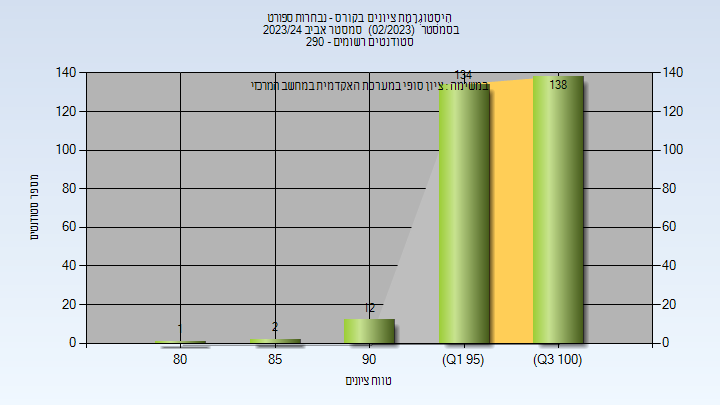 היסטוגרמת ציונים בקורס - נבחרות ספורט
בסמסטר (02/2023) סמסטר אביב 2023/24
סטודנטים רשומים - 290
במשימה : ציון סופי במערכת האקדמית במחשב המרכזי
140 140
120 120
100 100
80 80
60 60
40 40
20 20
0 0
1 2 12 134 138
80 85 90 (Q1 95) (Q3 100)
מספר סטודנטים
טווח ציונים